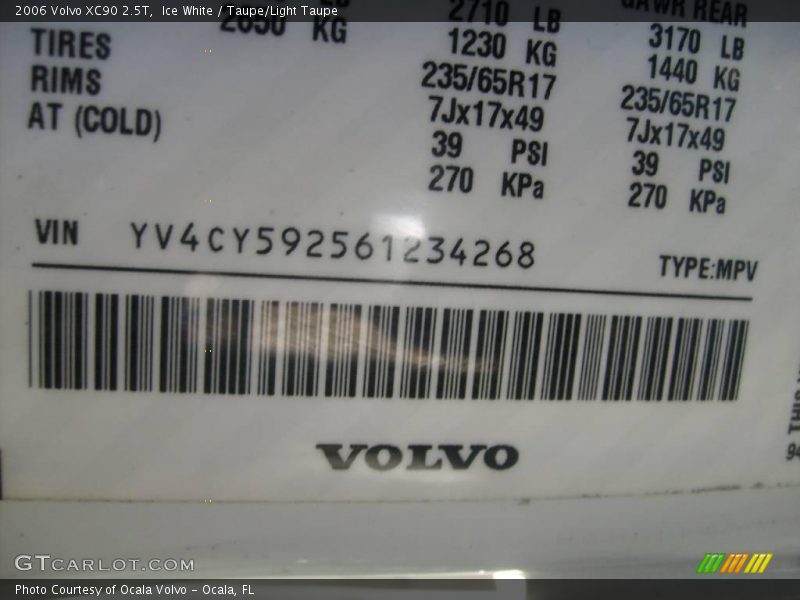 2006 Volvo XC90 2.5T, Ice White / Taupe/Light Taupe
GAWR REAR
2710 LB 3170 LB
1230 KG 1440 KG
TIRES 235/65R17 235/65R17
RIMS 7Jx17x49 7Jx17x49
AT (COLD) 39 PSI 39 PSI
270 KPa 270 KPa
VIN YV4CY592561234268
TYPE:MPV
VOLVO
THIS
GTCARLOT.COM
Photo Courtesy of Ocala Volvo - Ocala, FL